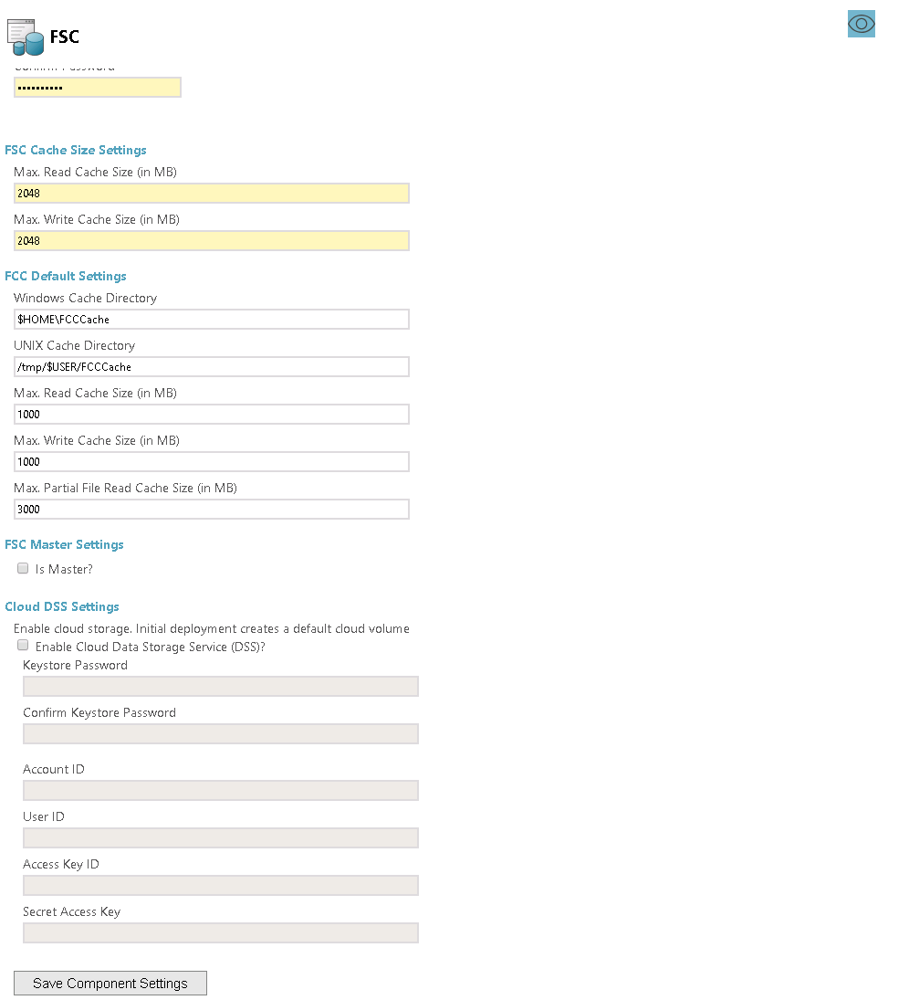 FSC
Confirm Password
••••••••••
FSC Cache Size Settings
Max. Read Cache Size (in MB)
2048
Max. Write Cache Size (in MB)
2048
FCC Default Settings
Windows Cache Directory
$HOME\FCCCache
UNIX Cache Directory
/tmp/$USER/FCCCache
Max. Read Cache Size (in MB)
1000
Max. Write Cache Size (in MB)
1000
Max. Partial File Read Cache Size (in MB)
3000
FSC Master Settings
Is Master?
Cloud DSS Settings
Enable cloud storage. Initial deployment creates a default cloud volume
Enable Cloud Data Storage Service (DSS)?
Keystore Password
Confirm Keystore Password
Account ID
User ID
Access Key ID
Secret Access Key
Save Component Settings